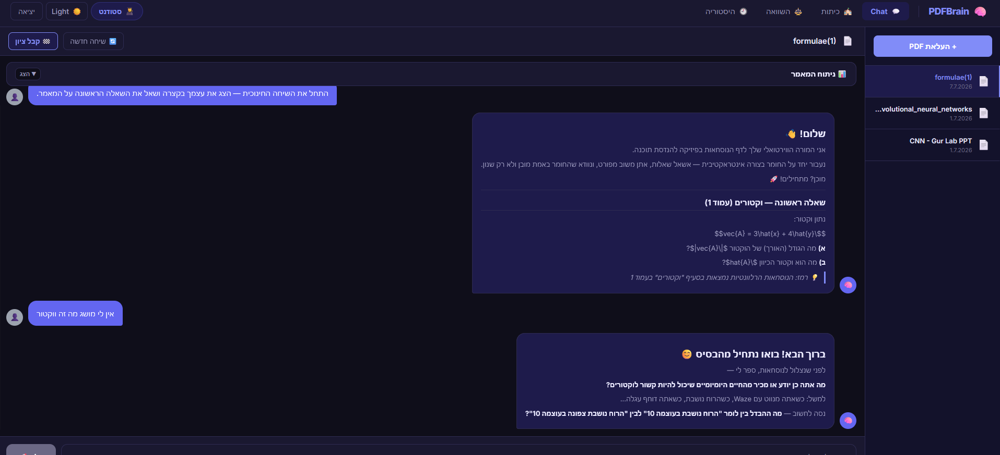 PDFBrain
Chat
כיתות
השוואה
היסטוריה
סטודנט
Light
יציאה
+ העלאת PDF
formulae(1)
7.7.2026
...volutional_neural_networks
1.7.2026
CNN - Gur Lab PPT
1.7.2026
formulae(1)
שיחה חדשה
קבל ציון
ניתוח המאמר
▼ הצג
התחל את השיחה החינוכית — הצג את עצמך בקצרה ושאל את השאלה הראשונה על המאמר.
שלום! 👋
אני המורה הווירטואלי שלך לדף הנוסחאות בפיזיקה להנדסת תוכנה.
נעבור יחד על החומר בצורה אינטראקטיבית — אשאל שאלות, אתן משוב מפורט, ונוודא שהחומר באמת מובן ולא רק שנון.
מוכן? מתחילים! 🚀
שאלה ראשונה — וקטורים (עמוד 1)
נתון וקטור:
$$\vec{A} = 3\hat{x} + 4\hat{y}$$
א) מה הגודל (האורך) של הוקטור $|\vec{A}|$?
ב) מה הוא וקטור הכיוון $\hat{A}$?
💡 רמז: הנוסחאות הרלוונטיות נמצאות בסעיף "וקטורים" בעמוד 1
אין לי מושג מה זה ווקטור
ברוך הבא! בואו נתחיל מהבסיס 😊
לפני שנצלול לנוסחאות, ספר לי —
מה אתה כן יודע או מכיר מהחיים היומיומיים שיכול להיות קשור לוקטורים?
למשל: כשאתה מנווט עם Waze, כשהרוח נושבת, כשאתה דוחף עגלה...
נסה לחשוב — מה ההבדל בין לומר "הרוח נושבת בעוצמה 10" לבין "הרוח נושבת צפונה בעוצמה 10"?